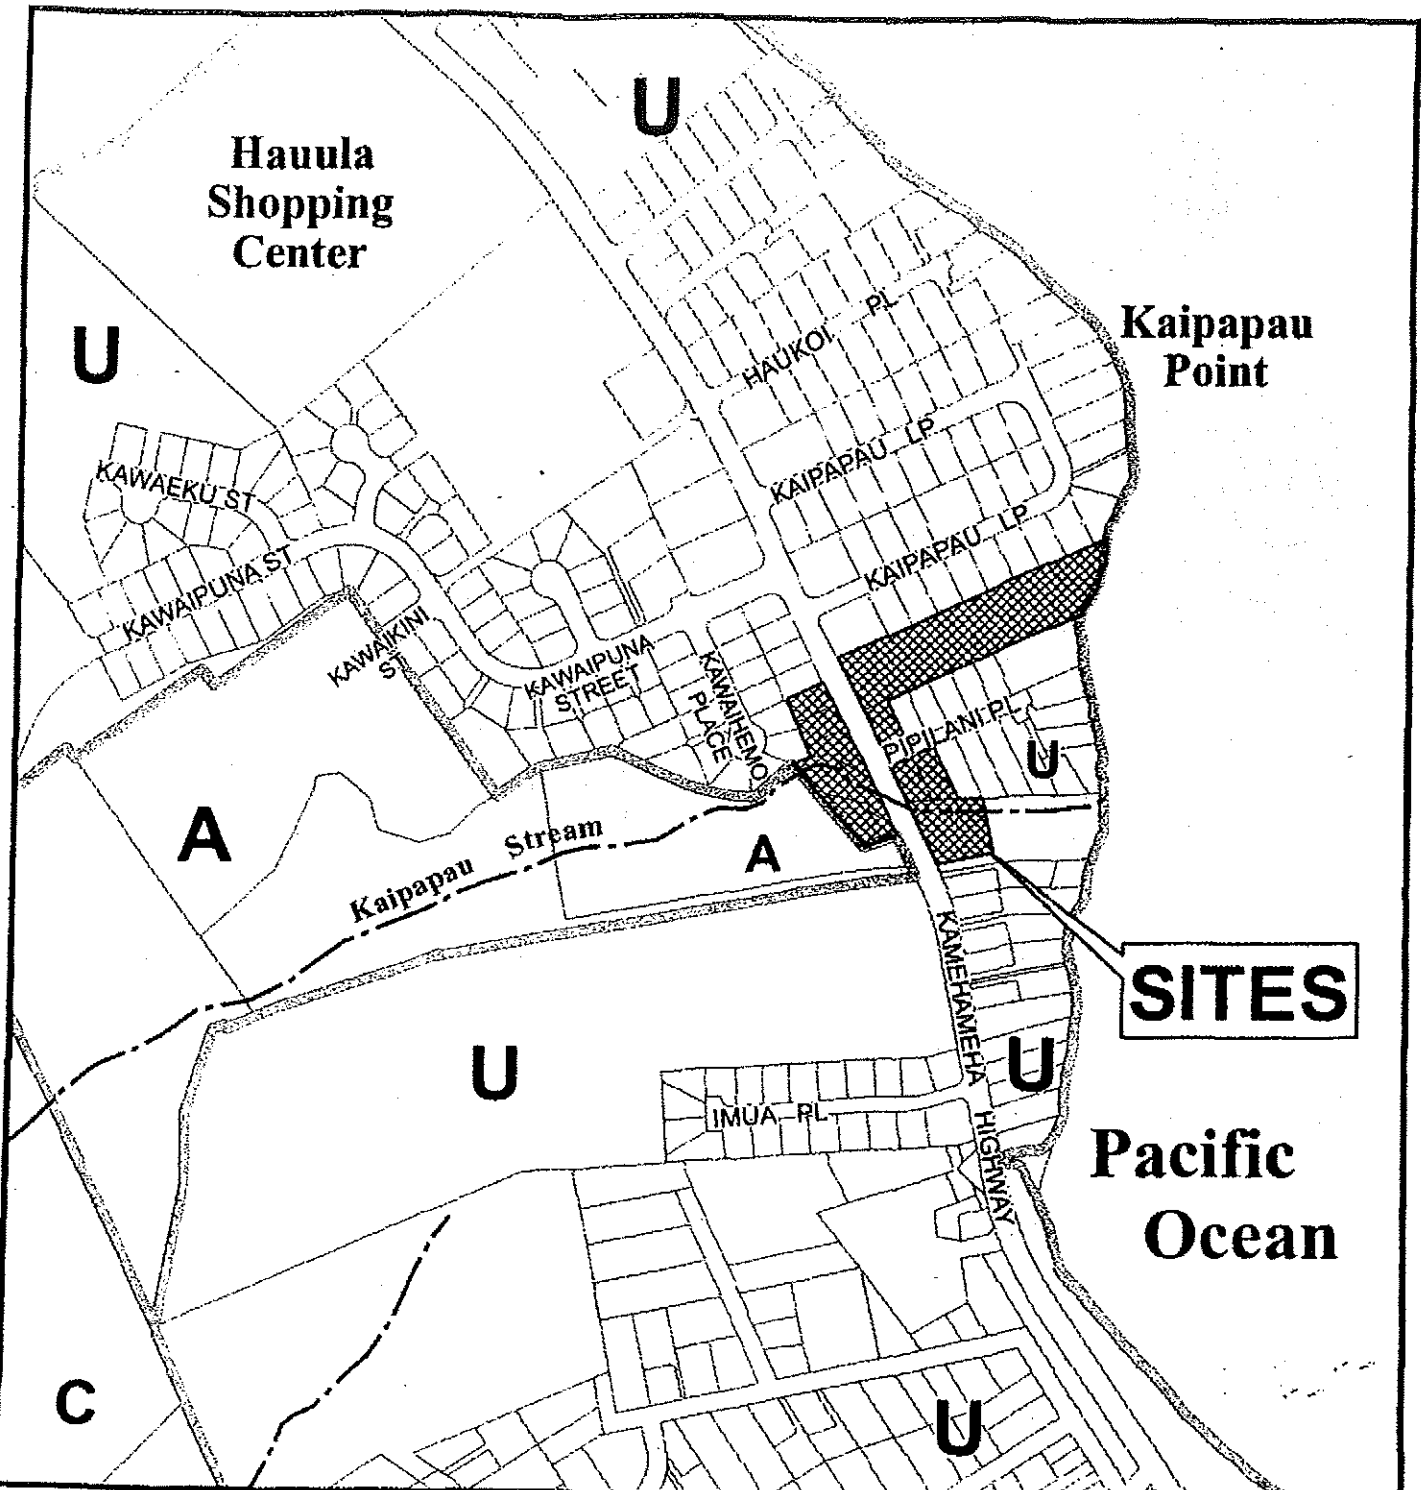 U
Hauula
Shopping
Center
U
Kaipapau
Point
HAUKOI PL
KAIPAPAU LP
KAIPAPAU LP
KAWAEKU ST
KAWAIPUNA ST
KAWAIKINI
ST
KAWAIPUNA
STREET
KAWAIHEMO
PLACE
PIPILANI PL
U
A
A
Kaipapau Stream
SITES
KAMEHAMEHA HIGHWAY
U
U
IMUA PL
Pacific
Ocean
C
U